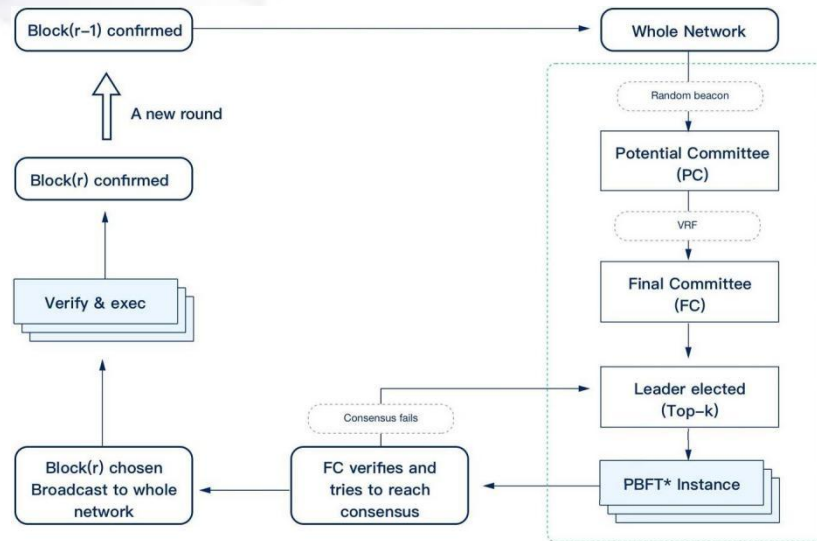 Block(r−1) confirmed
Whole Network
Random beacon
A new round
Potential Committee
(PC)
Block(r) confirmed
VRF
Final Committee
(FC)
Verify & exec
Leader elected
(Top−k)
Consensus fails
Block(r) chosen
Broadcast to whole
network
FC verifies and
tries to reach
consensus
PBFT* Instance